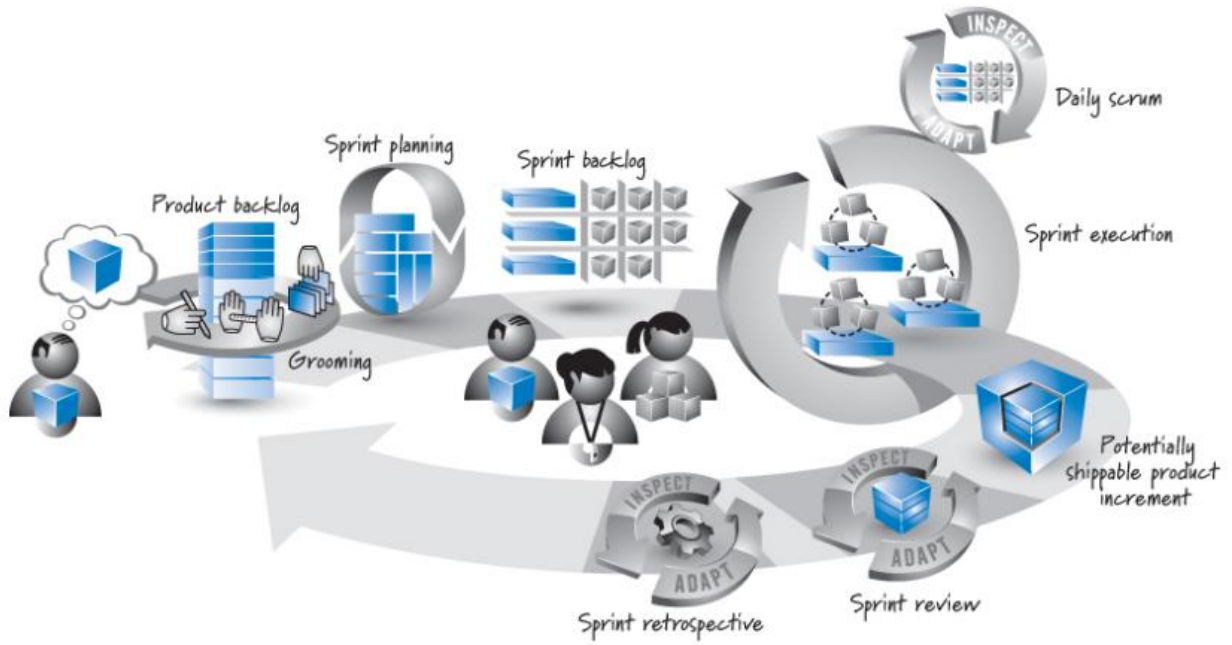 INSPECT
ADAPT
Daily scrum
Sprint planning
Sprint backlog
Product backlog
Sprint execution
Grooming
Potentially
shippable product
increment
INSPECT
ADAPT
Sprint review
INSPECT
ADAPT
Sprint retrospective